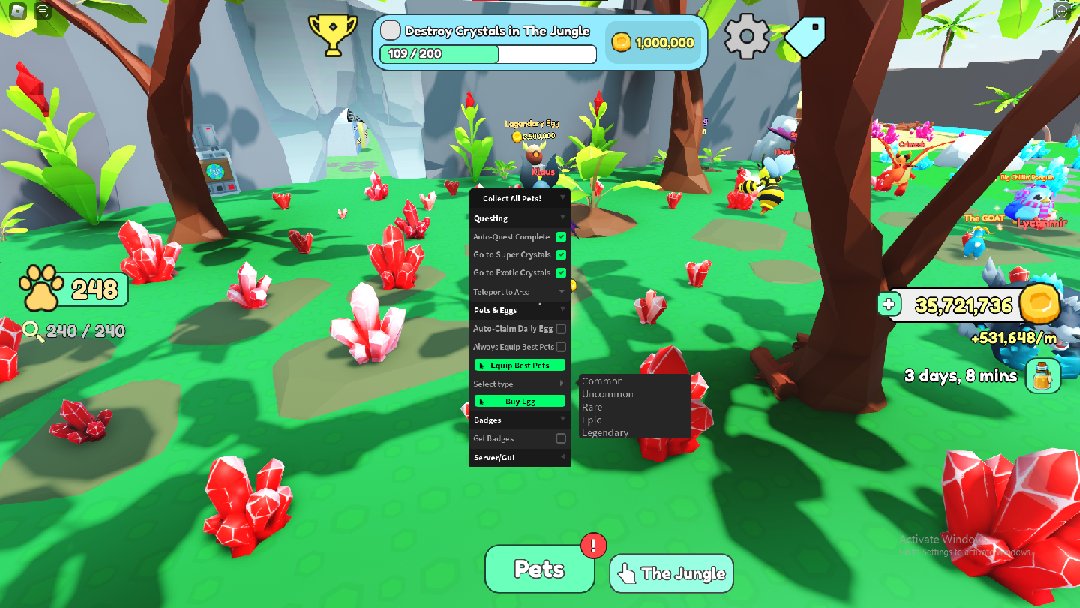 Destroy Crystals in The Jungle
109 / 200
1,000,000
Legendary Egg
Klaus
The GOAT
Collect All Pets!
Questing
Auto-Quest Complete
Go to Super Crystals
Go to Exotic Crystals
Teleport to Area
Pets & Eggs
Auto-Claim Daily Egg
Always Equip Best Pets
Equip Best Pets
Select type
Common
Uncommon
Rare
Epic
Legendary
Buy Egg
Badges
Get Badges
Server/Gui
248
240 / 240
+
35,721,736
+531,648/m
3 days, 8 mins
Activate Windows
Pets
!
The Jungle